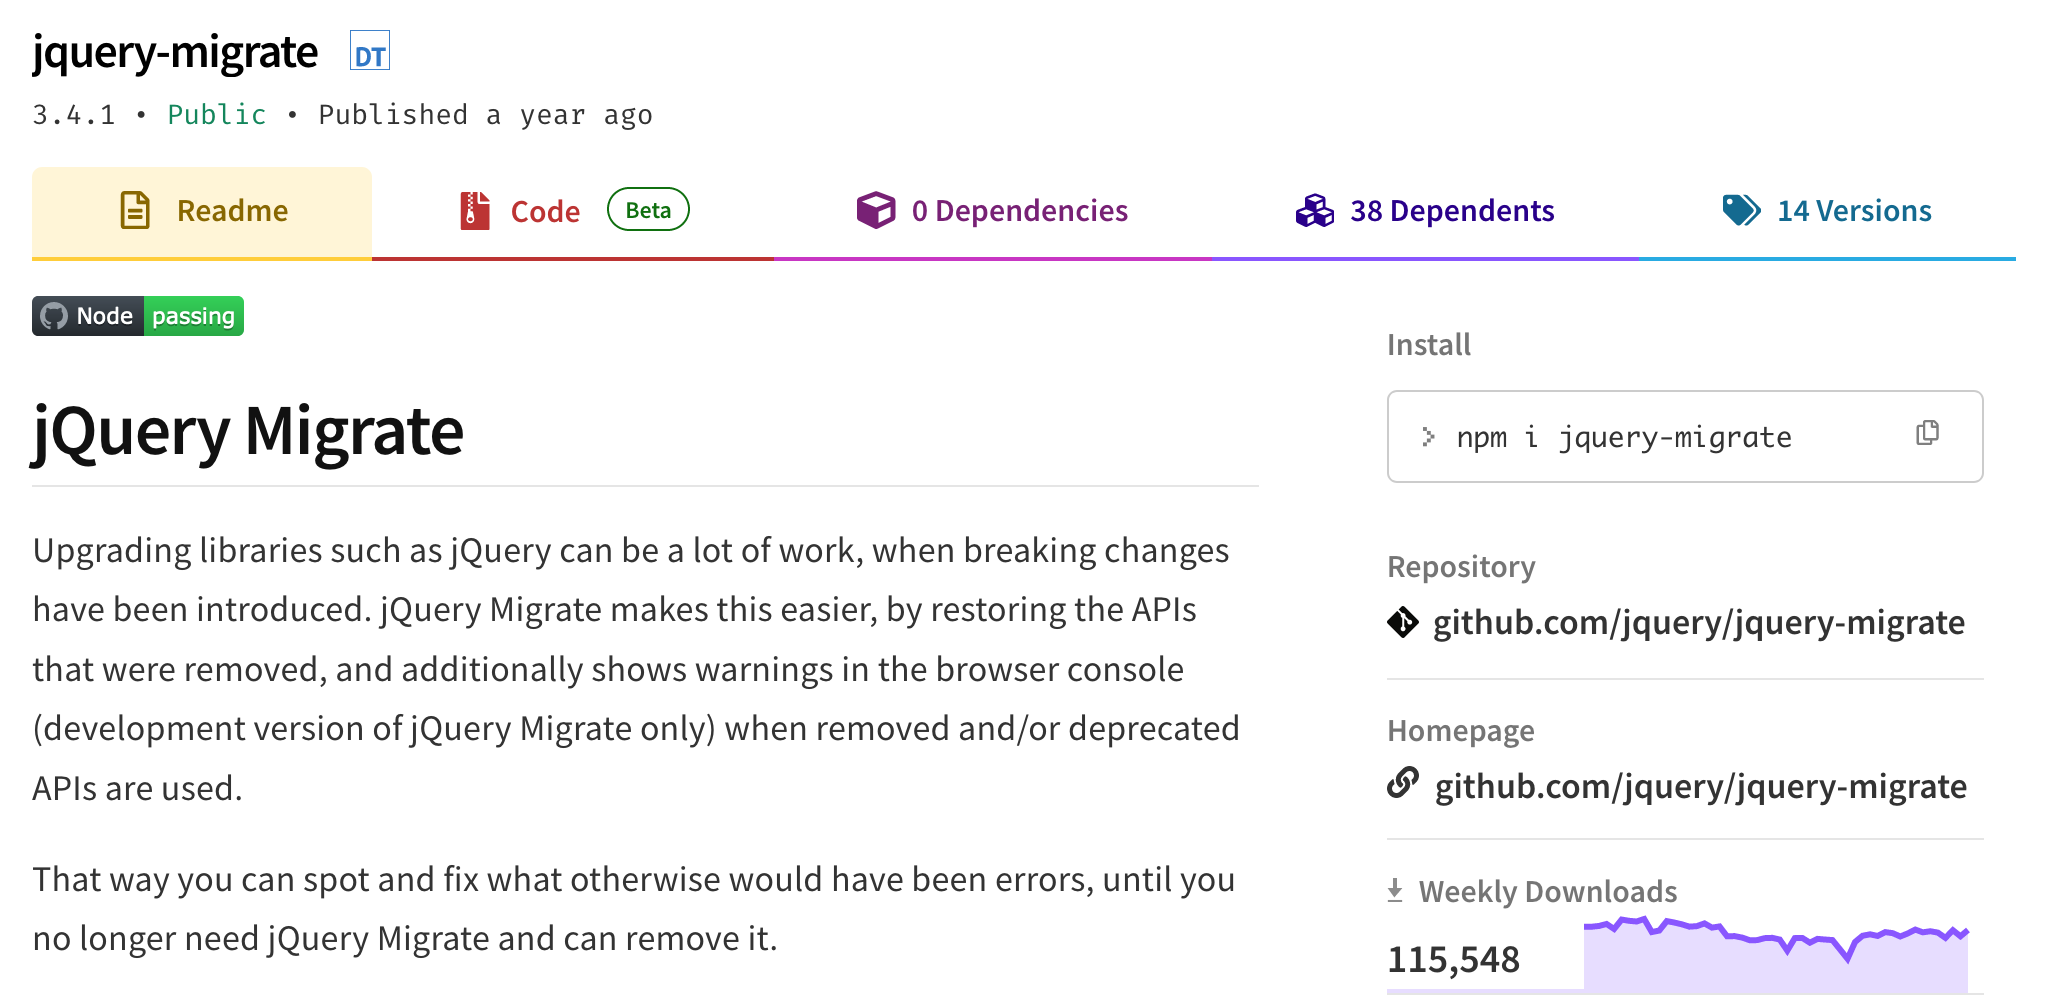 jquery-migrate DT
3.4.1 • Public • Published a year ago
Readme
Code Beta
0 Dependencies
38 Dependents
14 Versions
Node passing
jQuery Migrate
Upgrading libraries such as jQuery can be a lot of work, when breaking changes
have been introduced. jQuery Migrate makes this easier, by restoring the APIs
that were removed, and additionally shows warnings in the browser console
(development version of jQuery Migrate only) when removed and/or deprecated
APIs are used.
That way you can spot and fix what otherwise would have been errors, until you
no longer need jQuery Migrate and can remove it.
Install
> npm i jquery-migrate
Repository
github.com/jquery/jquery-migrate
Homepage
github.com/jquery/jquery-migrate
Weekly Downloads
115,548